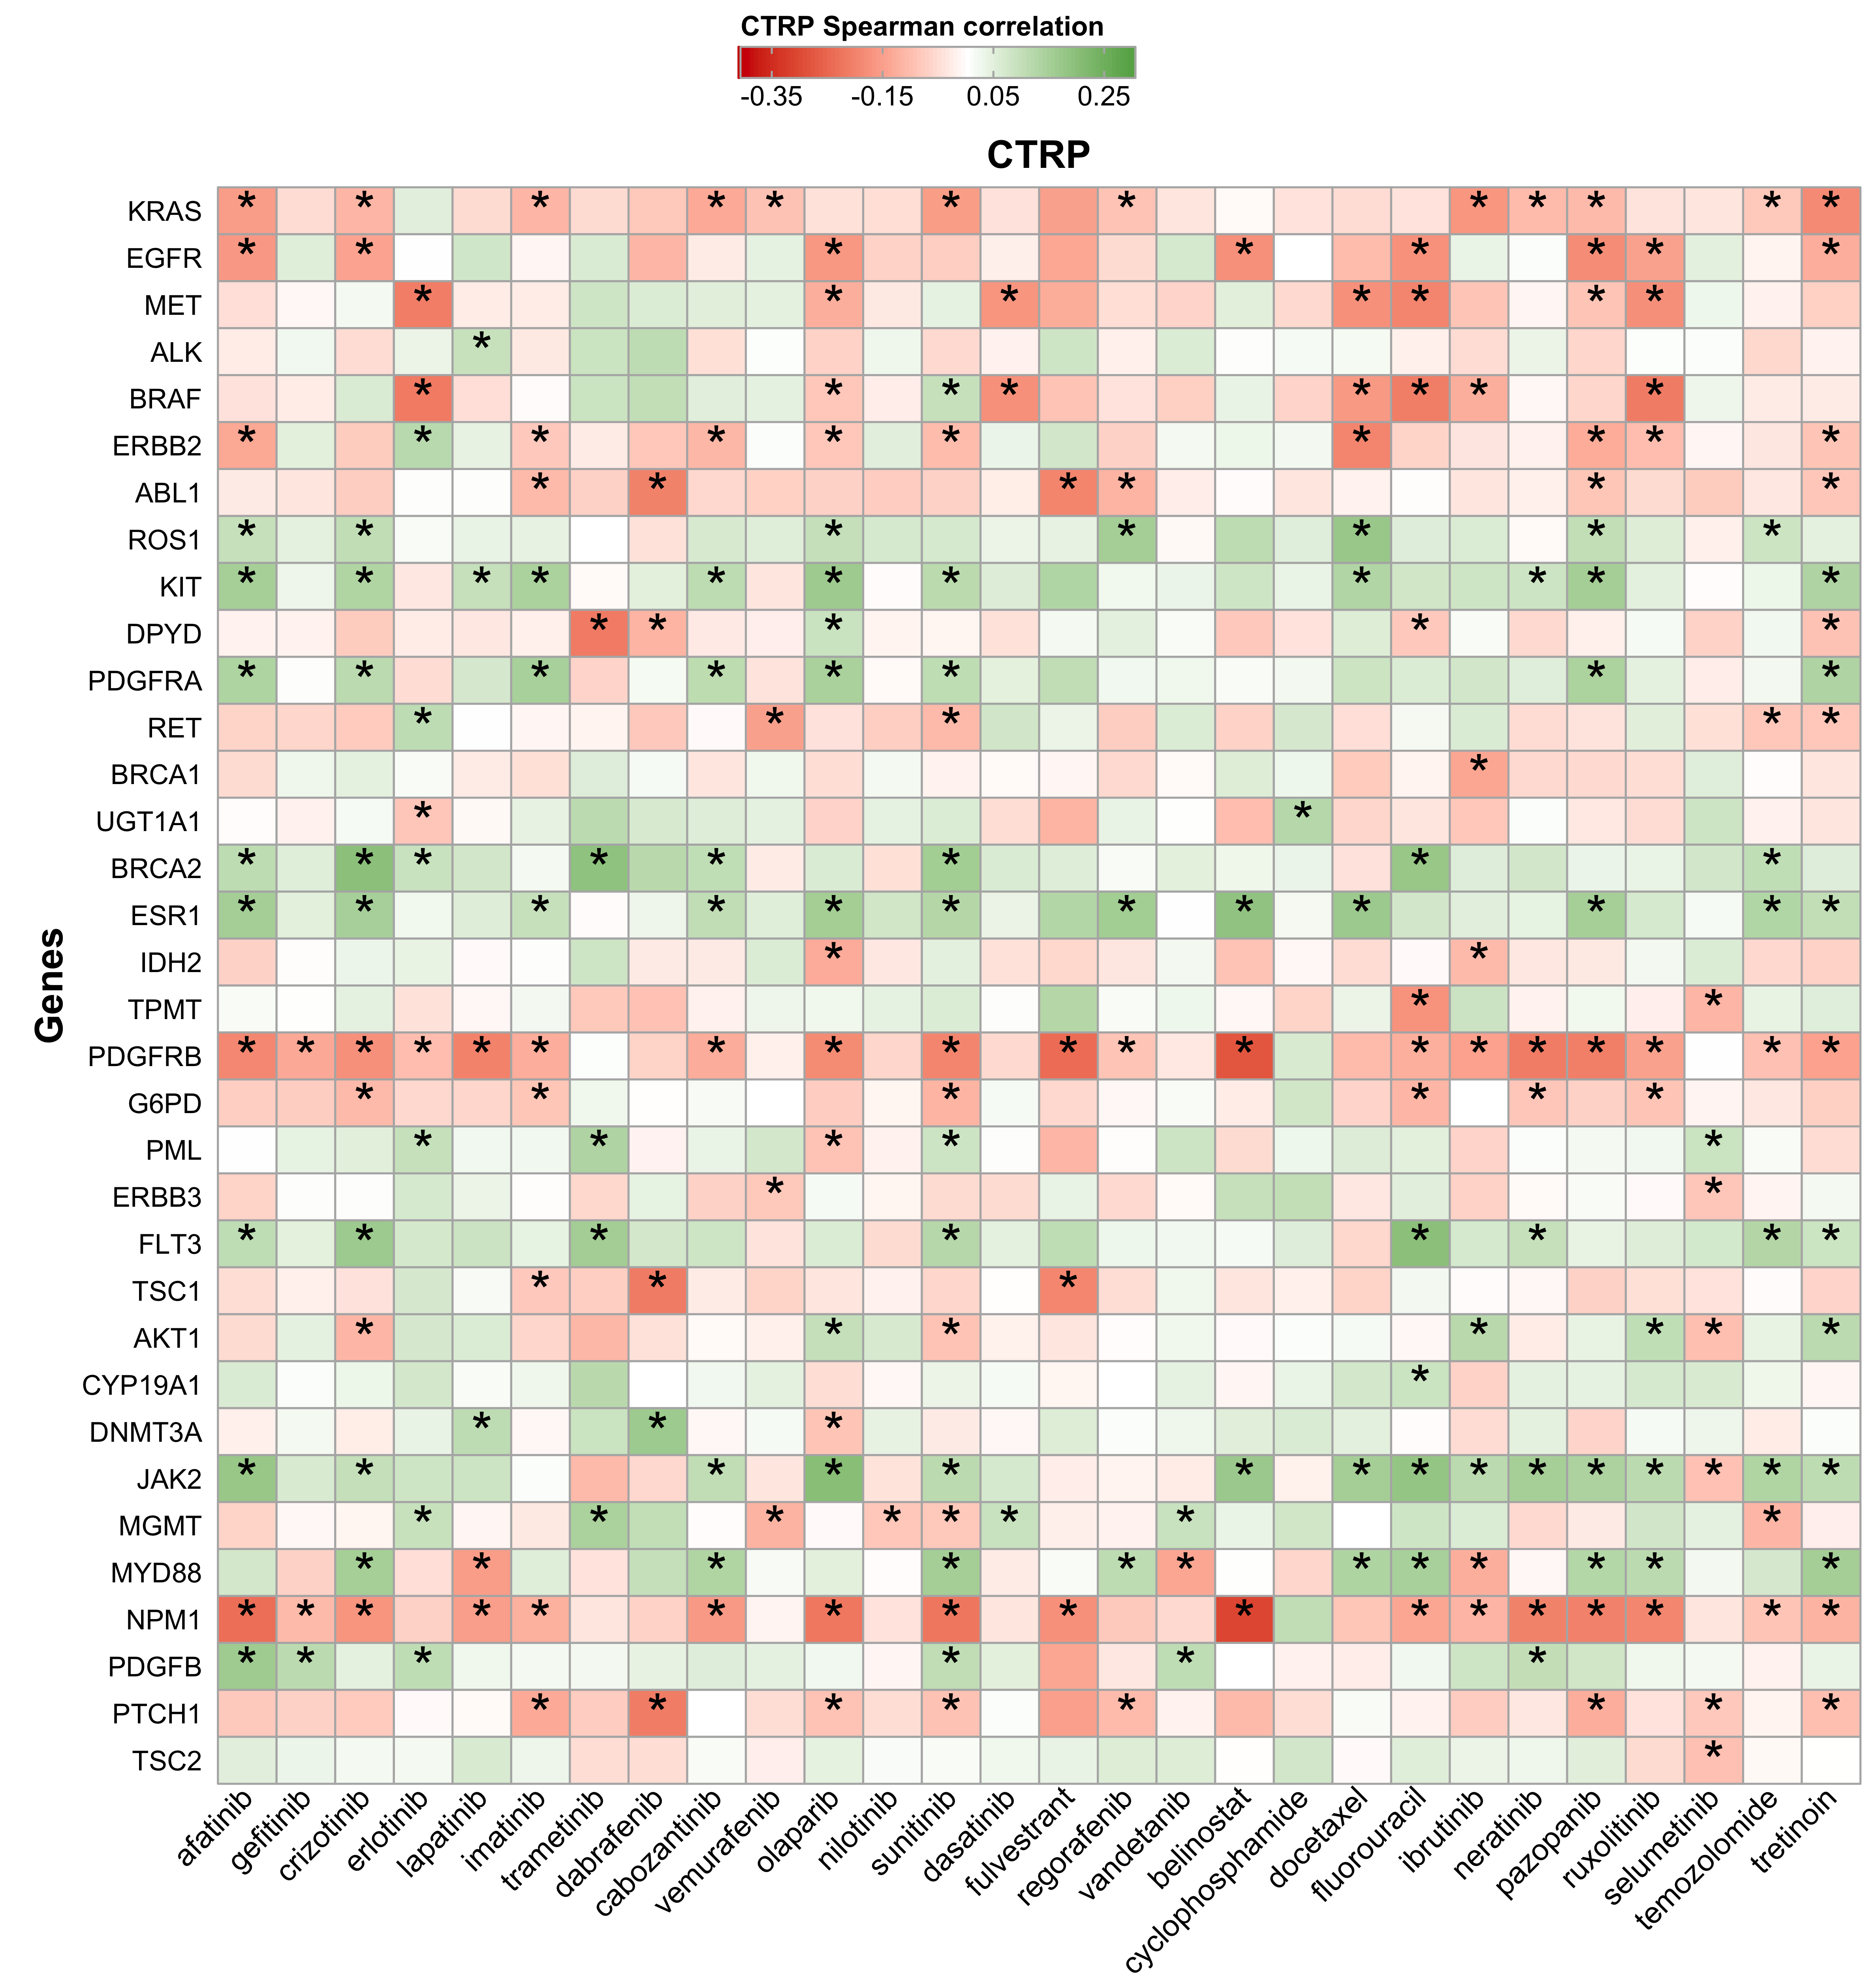 CTRP Spearman correlation
-0.35 -0.15 0.05 0.25
CTRP
Genes
KRAS * * * * * * * * * * * *
EGFR * * * * * * * *
MET * * * * * * *
ALK *
BRAF * * * * * * * *
ERBB2 * * * * * * * * * *
ABL1 * * * * * *
ROS1 * * * * * * *
KIT * * * * * * * * * * *
DPYD * * * * *
PDGFRA * * * * * * * *
RET * * * * *
BRCA1 *
UGT1A1 * *
BRCA2 * * * * * * * *
ESR1 * * * * * * * * * * *
IDH2 * *
TPMT * *
PDGFRB * * * * * * * * * * * * * * * * * *
G6PD * * * * * *
PML * * * * *
ERBB3 * *
FLT3 * * * * * * * *
TSC1 * * *
AKT1 * * * * * * *
CYP19A1 *
DNMT3A * * *
JAK2 * * * * * * * * * * * * * *
MGMT * * * * * * * *
MYD88 * * * * * * * * * * * *
NPM1 * * * * * * * * * * * * * * * * *
PDGFB * * * * * *
PTCH1 * * * * * * * *
TSC2 *
afatinib gefitinib crizotinib erlotinib lapatinib imatinib trametinib dabrafenib cabozantinib vemurafenib olaparib nilotinib sunitinib dasatinib fulvestrant regorafenib vandetanib belinostat cyclophosphamide docetaxel fluorouracil ibrutinib neratinib pazopanib ruxolitinib selumetinib temozolomide tretinoin